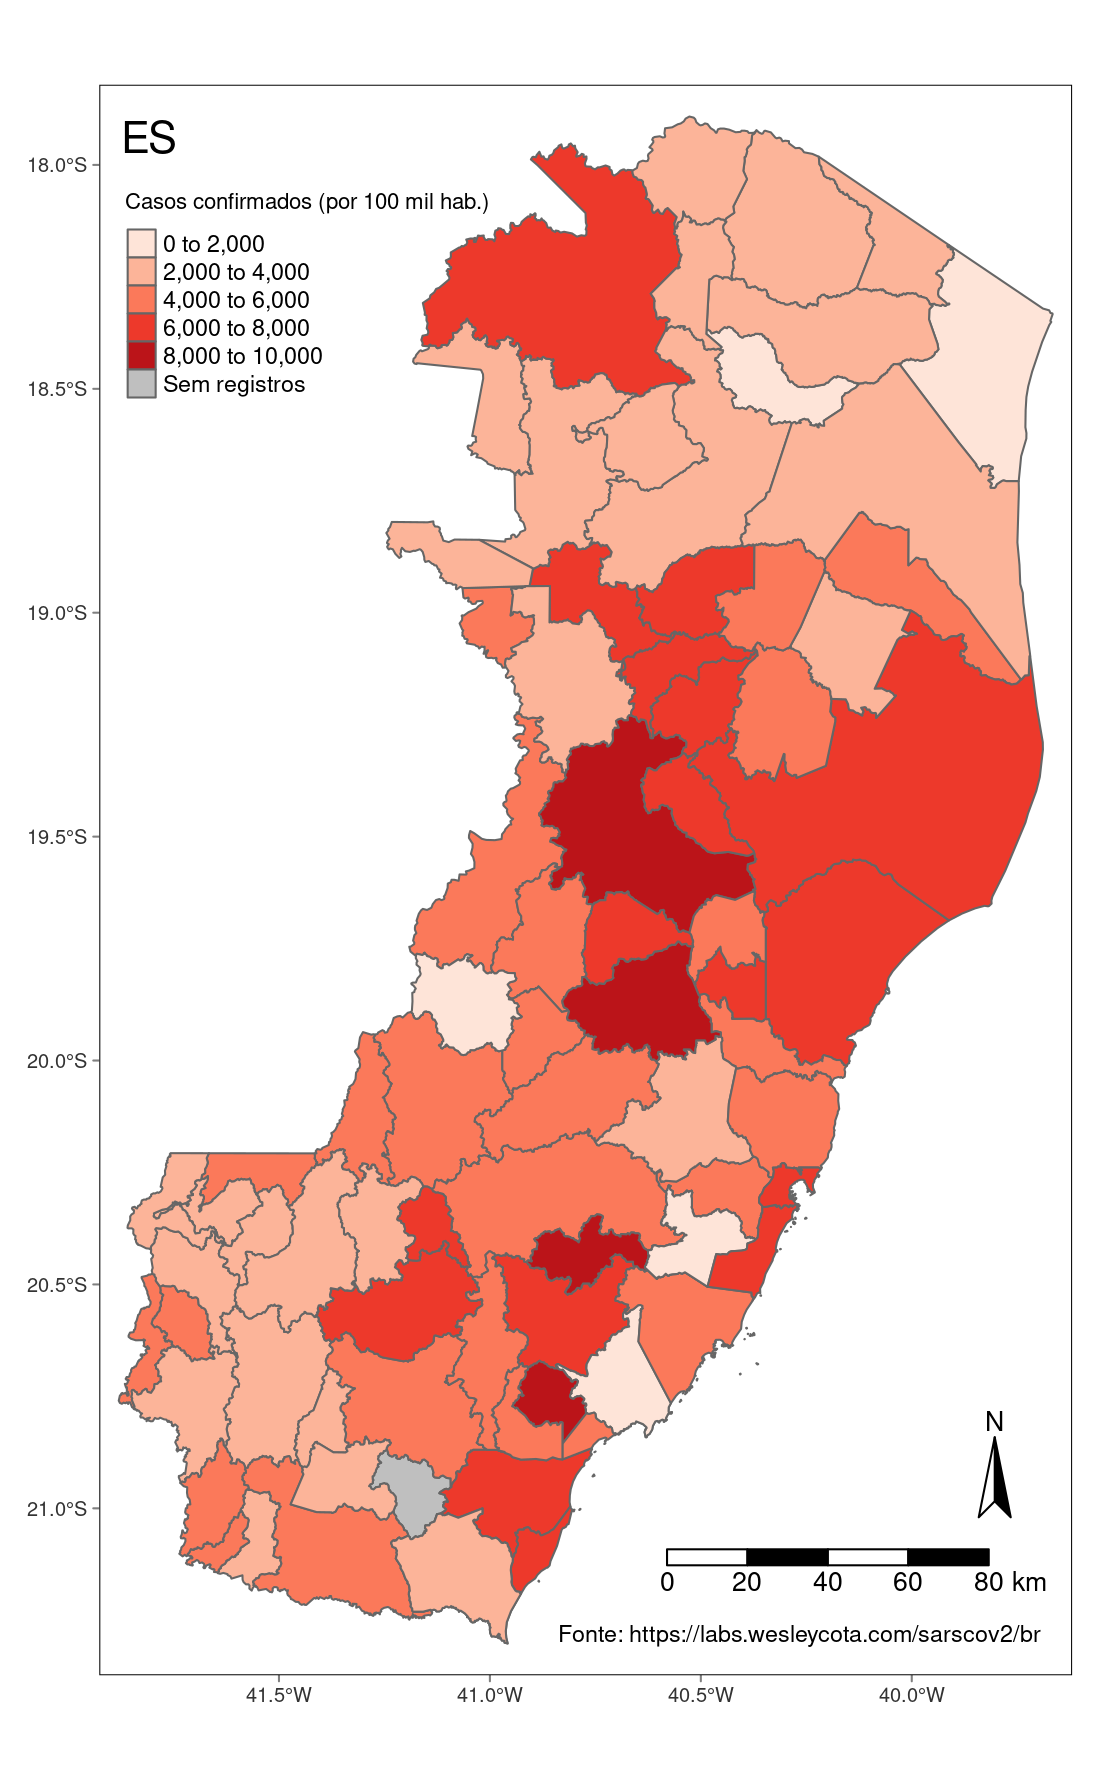 ES
Casos confirmados (por 100 mil hab.)
0 to 2,000
2,000 to 4,000
4,000 to 6,000
6,000 to 8,000
8,000 to 10,000
Sem registros
18.0°S
18.5°S
19.0°S
19.5°S
20.0°S
20.5°S
21.0°S
N
0 20 40 60 80 km
Fonte: https://labs.wesleycota.com/sarscov2/br
41.5°W 41.0°W 40.5°W 40.0°W